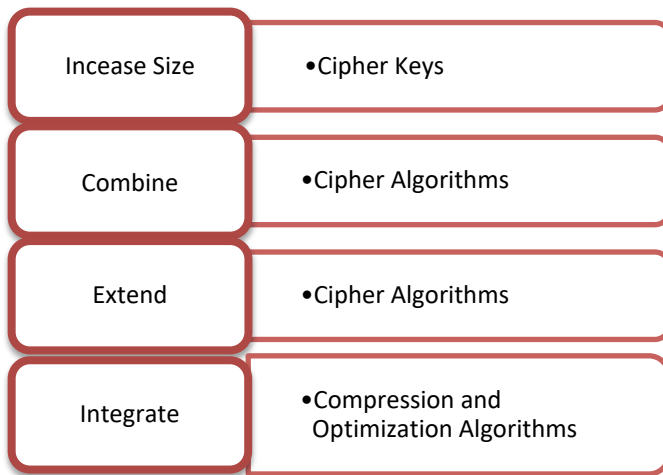 Incease Size
•Cipher Keys
Combine
•Cipher Algorithms
Extend
•Cipher Algorithms
Integrate
•Compression and
Optimization Algorithms